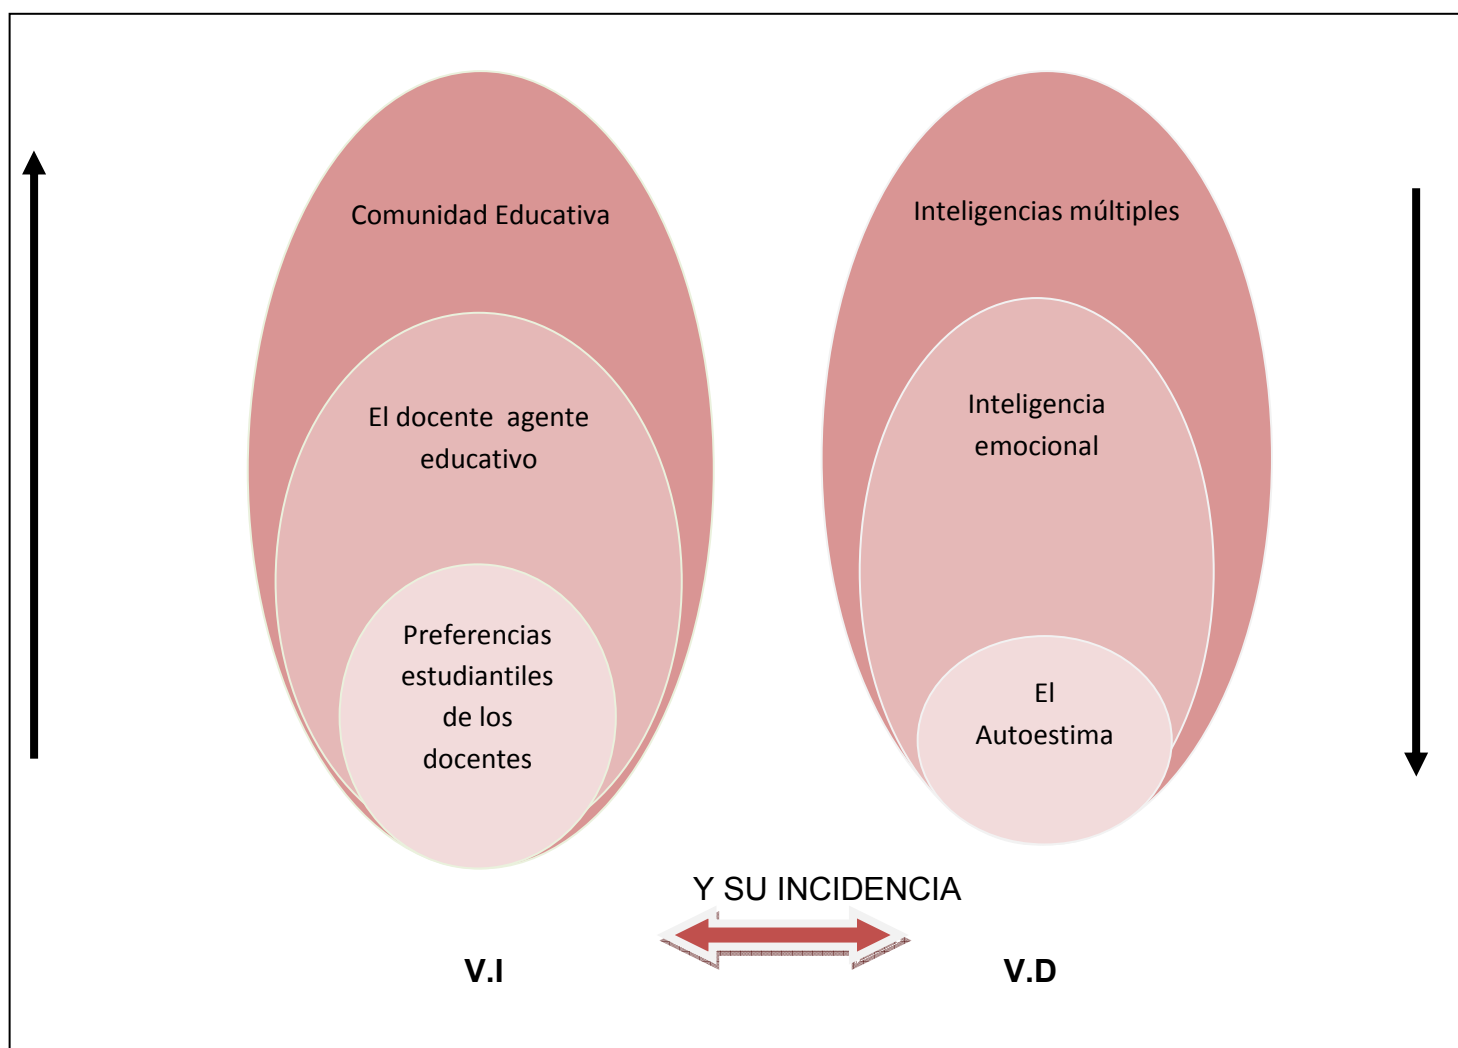 Comunidad Educativa
El docente  agente
educativo
Preferencias
estudiantiles
de los
docentes
Inteligencias múltiples
Inteligencia
emocional
El
Autoestima
Y SU INCIDENCIA
V.I
V.D